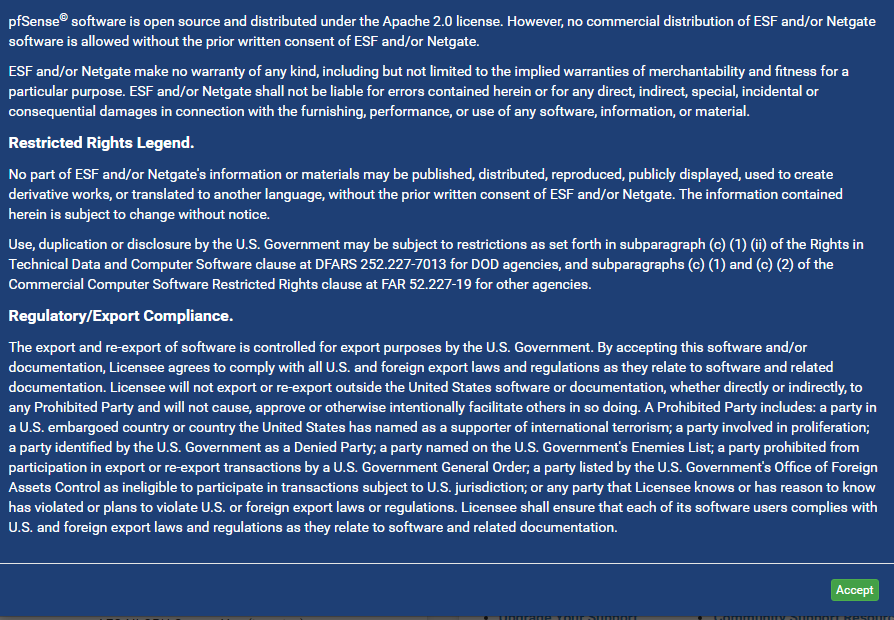 pfSense© software is open source and distributed under the Apache 2.0 license. However, no commercial distribution of ESF and/or Netgate
software is allowed without the prior written consent of ESF and/or Netgate.
ESF and/or Netgate make no warranty of any kind, including but not limited to the implied warranties of merchantability and fitness for a
particular purpose. ESF and/or Netgate shall not be liable for errors contained herein or for any direct, indirect, special, incidental or
consequential damages in connection with the furnishing, performance, or use of any software, information, or material.
Restricted Rights Legend.
No part of ESF and/or Netgate's information or materials may be published, distributed, reproduced, publicly displayed, used to create
derivative works, or translated to another language, without the prior written consent of ESF and/or Netgate. The information contained
herein is subject to change without notice.
Use, duplication or disclosure by the U.S. Government may be subject to restrictions as set forth in subparagraph (c) (1) (ii) of the Rights in
Technical Data and Computer Software clause at DFARS 252.227-7013 for DOD agencies, and subparagraphs (c) (1) and (c) (2) of the
Commercial Computer Software Restricted Rights clause at FAR 52.227-19 for other agencies.
Regulatory/Export Compliance.
The export and re-export of software is controlled for export purposes by the U.S. Government. By accepting this software and/or
documentation, Licensee agrees to comply with all U.S. and foreign export laws and regulations as they relate to software and related
documentation. Licensee will not export or re-export outside the United States software or documentation, whether directly or indirectly, to
any Prohibited Party and will not cause, approve or otherwise intentionally facilitate others in so doing. A Prohibited Party includes: a party in
a U.S. embargoed country or country the United States has named as a supporter of international terrorism; a party involved in proliferation;
a party identified by the U.S. Government as a Denied Party; a party named on the U.S. Government's Enemies List; a party prohibited from
participation in export or re-export transactions by a U.S. Government General Order; a party listed by the U.S. Government's Office of Foreign
Assets Control as ineligible to participate in transactions subject to U.S. jurisdiction; or any party that Licensee knows or has reason to know
has violated or plans to violate U.S. or foreign export laws or regulations. Licensee shall ensure that each of its software users complies with
U.S. and foreign export laws and regulations as they relate to software and related documentation.
Accept
Upgrade Your Support